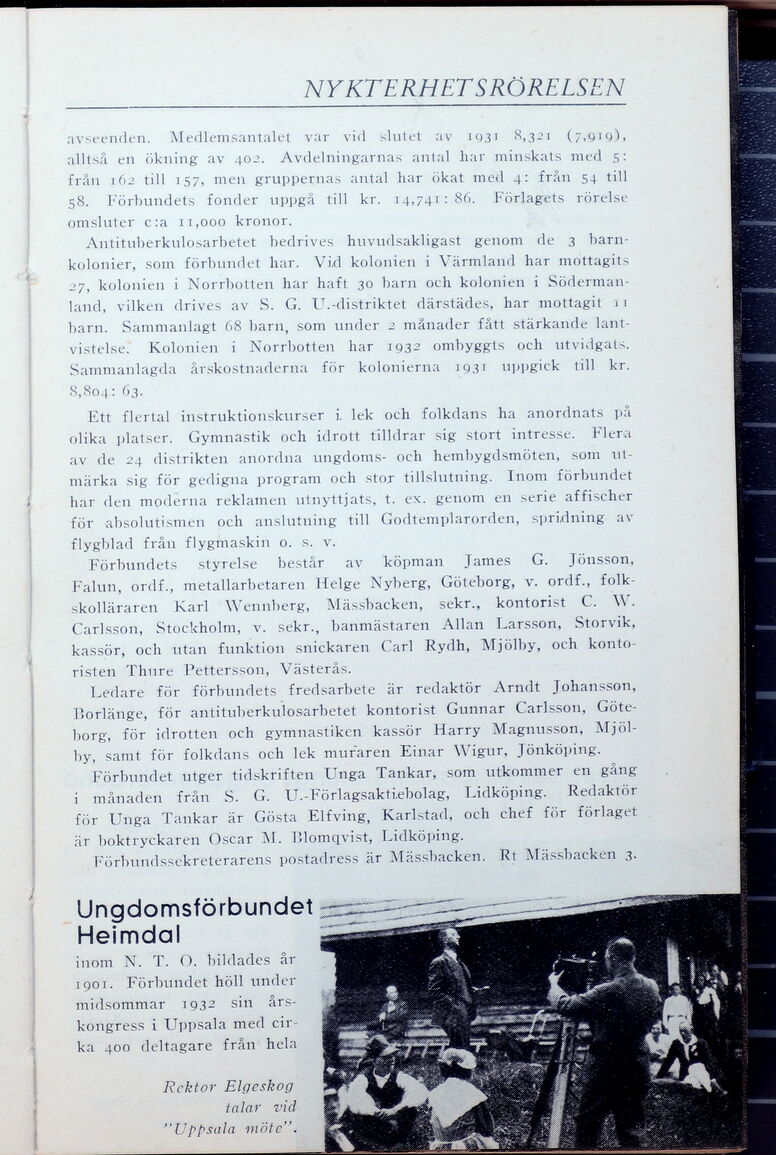 NYKTERHETSRÖRELSEN
avseenden. Medlemsantalet var vid slutet av 1931 8,321 (7,919),
alltså en ökning av 402. Avdelningarnas antal har minskats med 5:
från 162 till 157, men gruppernas antal har ökat med 4: från 54 till
58. Förbundets fonder uppgå till kr. 14,741: 86. Förlagets rörelse
omsluter c:a 11,000 kronor.
Antituberkulosarbetet bedrives huvudsakligast genom de 3 barn-
kolonier, som förbundet har. Vid kolonien i Värmland har mottagits
27, kolonien i Norrbotten har haft 30 barn och kolonien i Söderman-
land, vilken drives av S. G. U.-distriktet därstädes, har mottagit 11
barn. Sammanlagt 68 barn, som under 2 månader fått stärkande lant-
vistelse. Kolonien i Norrbotten har 1932 ombyggts och utvidgats.
Sammanlagda årskostnaderna för kolonierna 1931 uppgick till kr.
8,804: 63.
Ett flertal instruktionskurser i lek och folkdans ha anordnats på
olika platser. Gymnastik och idrott tilldrar sig stort intresse. Flera
av de 24 distrikten anordna ungdoms- och hembygdsmöten, som ut-
märka sig för gedigna program och stor tillslutning. Inom förbundet
har den moderna reklamen utnyttjats, t. ex. genom en serie affischer
för absolutismen och anslutning till Godtemplarorden, spridning av
flygblad från flygmaskin o. s. v.
Förbundets styrelse består av köpman James G. Jönsson,
Falun, ordf., metallarbetaren Helge Nyberg, Göteborg, v. ordf., folk-
skolläraren Karl Wennberg, Mässbacken, sekr., kontorist C. W.
Carlsson, Stockholm, v. sekr., banmästaren Allan Larsson, Storvik,
kassör, och utan funktion snickaren Carl Rydh, Mjölby, och konto-
risten Thure Pettersson, Västerås.
Ledare för förbundets fredsarbete är redaktör Arndt Johansson,
Borlänge, för antituberkulosarbetet kontorist Gunnar Carlsson, Göte-
borg, för idrotten och gymnastiken kassör Harry Magnusson, Mjöl-
by, samt för folkdans och lek muraren Einar Wigur, Jönköping.
Förbundet utger tidskriften Unga Tankar, som utkommer en gång
i månaden från S. G. U.-Förlagsaktiebolag, Lidköping. Redaktör
för Unga Tankar är Gösta Elfving, Karlstad, och chef för förlaget
är boktryckaren Oscar M. Blomqvist, Lidköping.
Förbundssekreterarens postadress är Mässbacken. Rt Mässbacken 3.
Ungdomsförbundet
Heimdal
inom N. T. O. bildades år
1901. Förbundet höll under
midsommar 1932 sin års-
kongress i Uppsala med cir-
ka 400 deltagare från hela
Rektor Elgeskog
talar vid
"Uppsala möte".